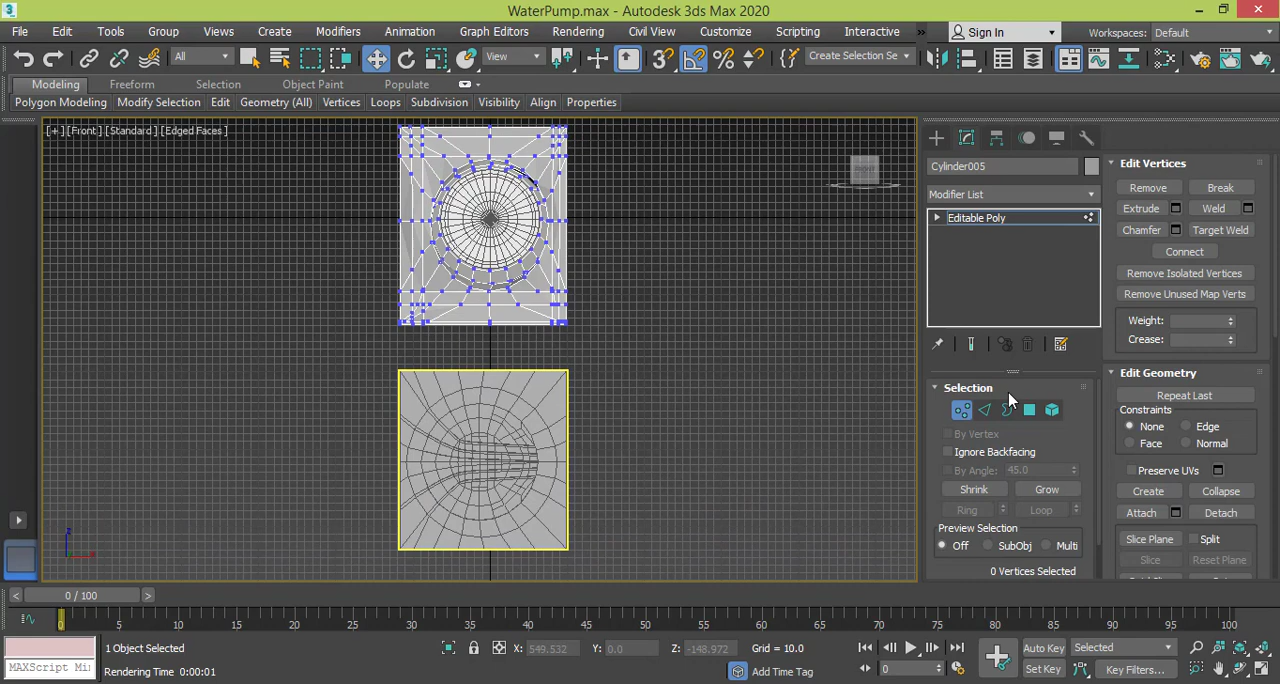 WaterPump.max - Autodesk 3ds Max 2020
File Edit Tools Group Views Create Modifiers Animation Graph Editors Rendering Civil View Customize Scripting Interactive Sign In Workspaces: Default
All View Create Selection Se
Modeling Freeform Selection Object Paint Populate
Polygon Modeling Modify Selection Edit Geometry (All) Vertices Loops Subdivision Visibility Align Properties
[+] [Front] [Standard] [Edged Faces]
FRONT
Cylinder005
Modifier List
Editable Poly
Selection
By Vertex
Ignore Backfacing
By Angle: 45.0
Shrink Grow
Ring Loop
Preview Selection
Off SubObj Multi
0 Vertices Selected
Edit Vertices
Remove Break
Extrude Weld
Chamfer Target Weld
Connect
Remove Isolated Vertices
Remove Unused Map Verts
Weight:
Crease:
Edit Geometry
Repeat Last
Constraints
None Edge
Face Normal
Preserve UVs
Create Collapse
Attach Detach
Slice Plane Split
Slice Reset Plane
z
0 / 100
0 5 10 15 20 25 30 35 40 45 50 55 60 65 70 75 80 85 90 95 100
1 Object Selected X: 549.532 Y: 0.0 Z: -148.972 Grid = 10.0 Auto Key Selected
MAXScript Mi: Rendering Time 0:00:01 Add Time Tag 0 Set Key Key Filters...